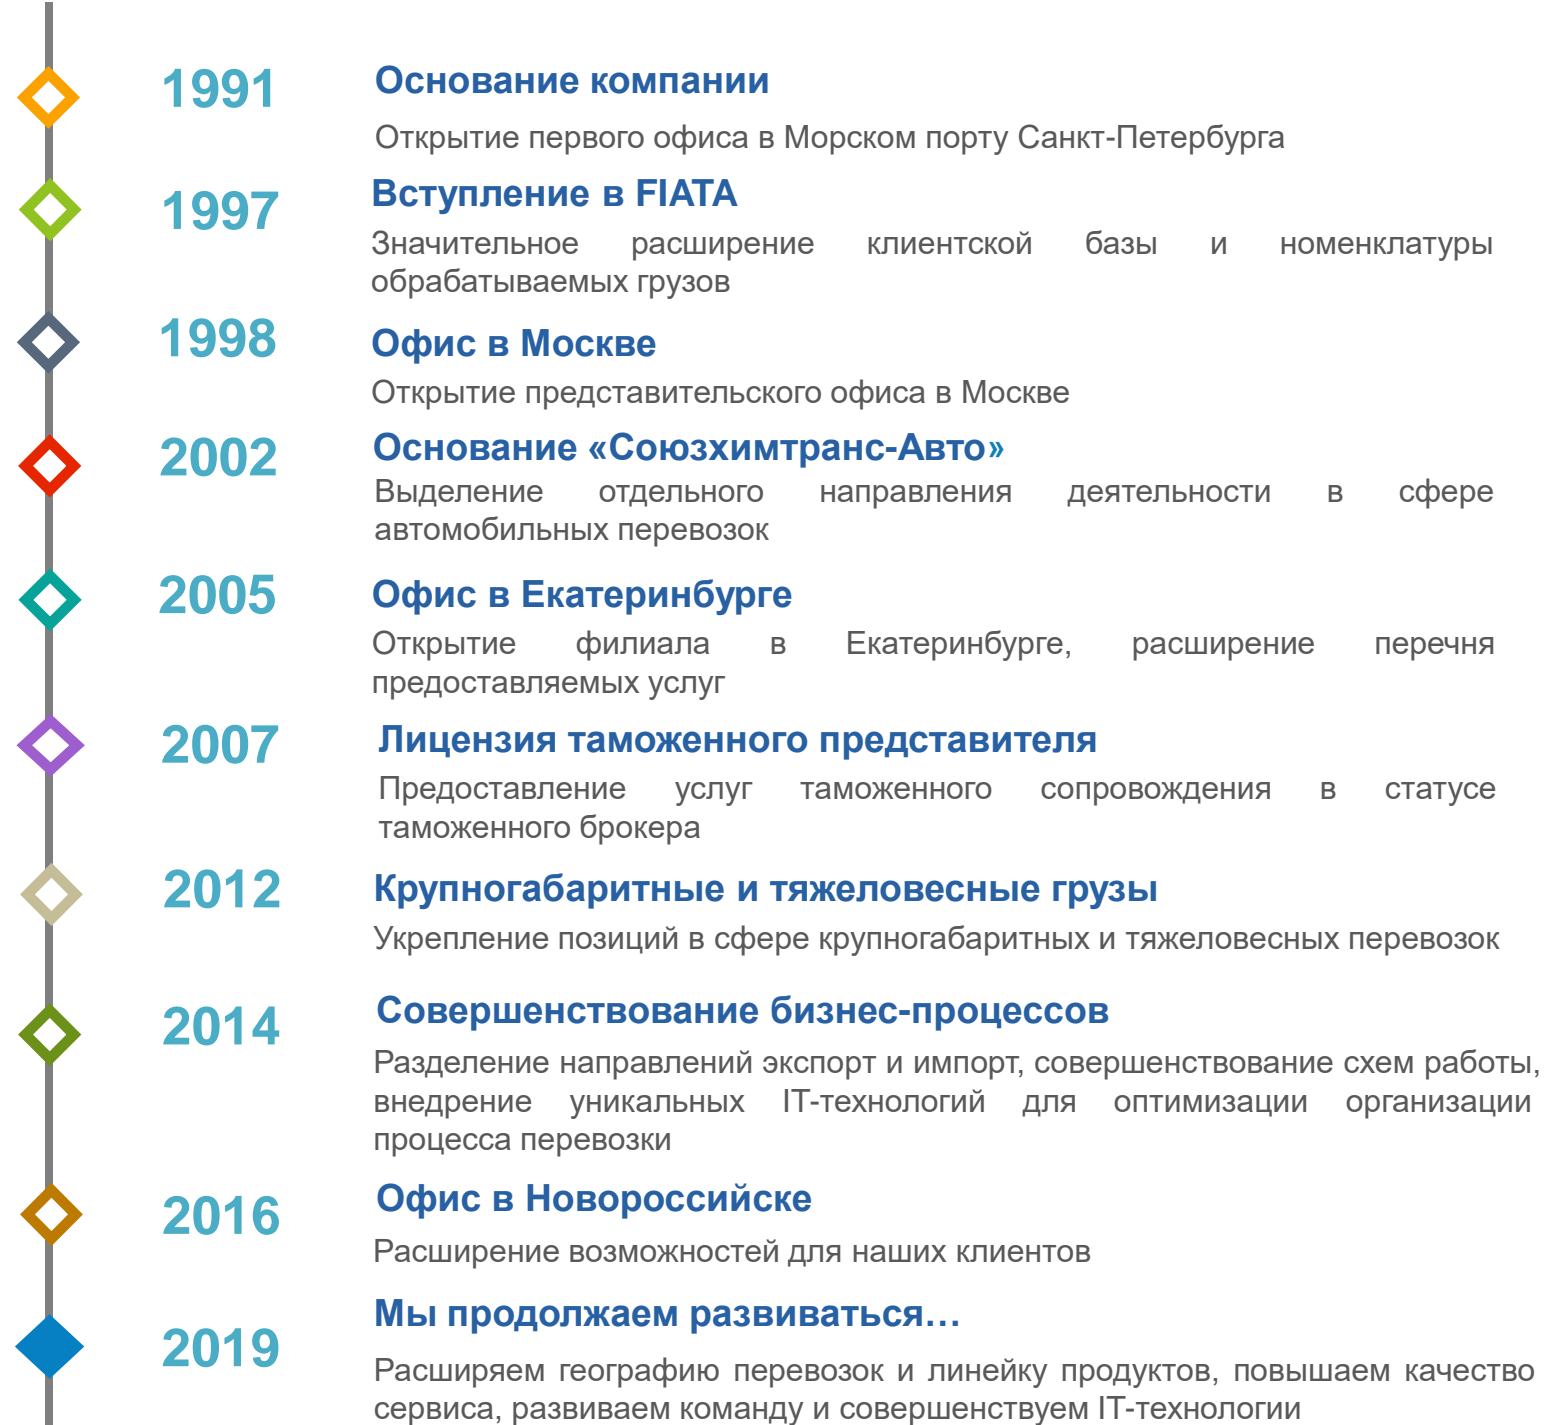 1991
Основание компании
Открытие первого офиса в Морском порту Санкт-Петербурга
1997
Вступление в FIATA
Значительное расширение клиентской базы и номенклатуры
обрабатываемых грузов
1998
Офис в Москве
Открытие представительского офиса в Москве
2002
Основание «Союзхимтранс-Авто»
Выделение отдельного направления деятельности в сфере
автомобильных перевозок
2005
Офис в Екатеринбурге
Открытие филиала в Екатеринбурге, расширение перечня
предоставляемых услуг
2007
Лицензия таможенного представителя
Предоставление услуг таможенного сопровождения в статусе
таможенного брокера
2012
Крупногабаритные и тяжеловесные грузы
Укрепление позиций в сфере крупногабаритных и тяжеловесных перевозок
2014
Совершенствование бизнес-процессов
Разделение направлений экспорт и импорт, совершенствование схем работы,
внедрение уникальных IT-технологий для оптимизации организации
процесса перевозки
2016
Офис в Новороссийске
Расширение возможностей для наших клиентов
2019
Мы продолжаем развиваться…
Расширяем географию перевозок и линейку продуктов, повышаем качество
сервиса, развиваем команду и совершенствуем IT-технологии